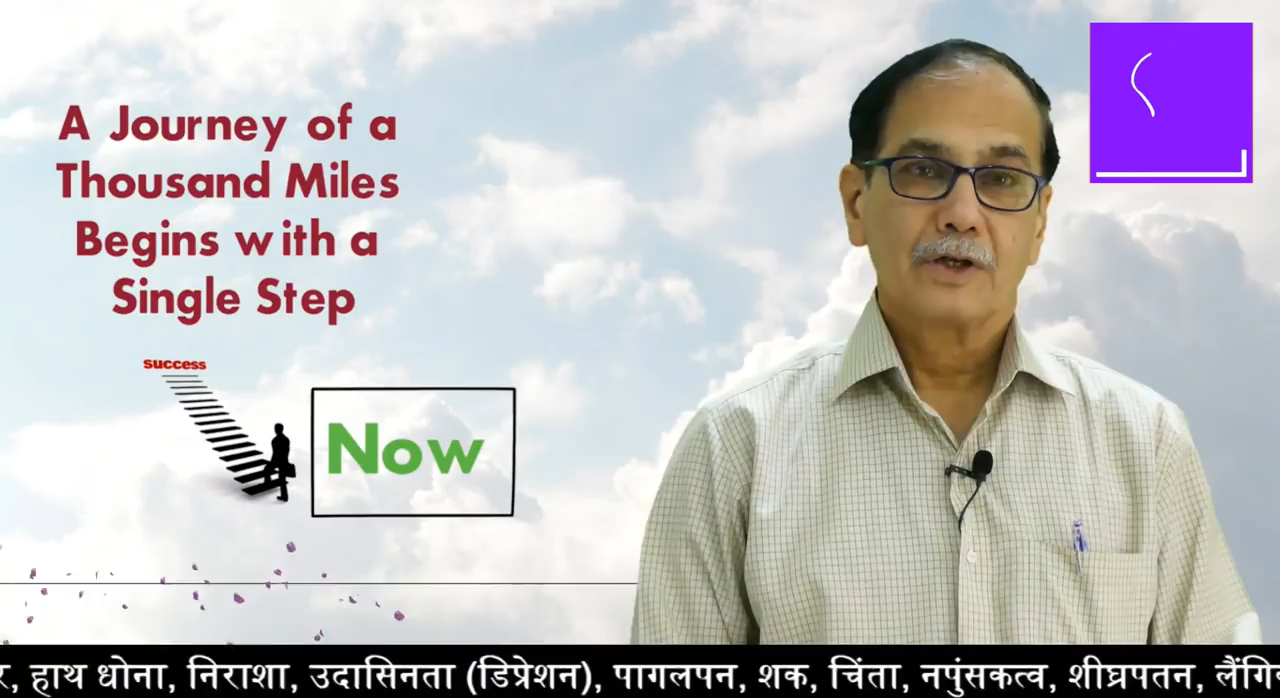 A Journey of a
Thousand Miles
Begins with a
Single Step
success
Now
हाथ धोना, निराशा, उदासिनता (डिप्रेशन), पागलपन, शक, चिंता, नपुंसकत्व, शीघ्रपतन,